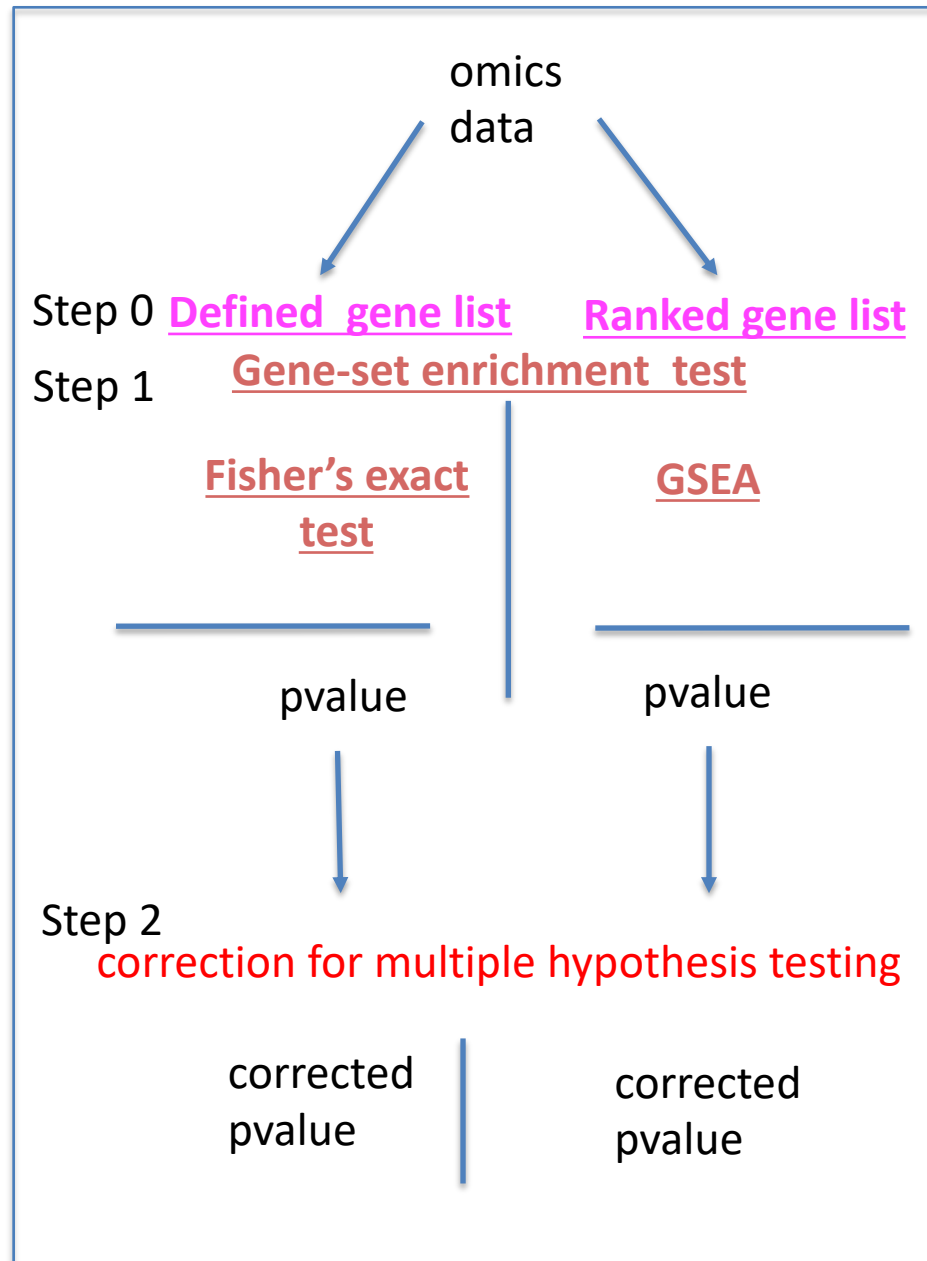 omics
data
Step 0 Defined  gene list Ranked gene list
Step 1 Gene-set enrichment  test
Fisher’s exact
test
GSEA
pvalue
pvalue
Step 2
correction for multiple hypothesis testing
corrected
pvalue
corrected
pvalue